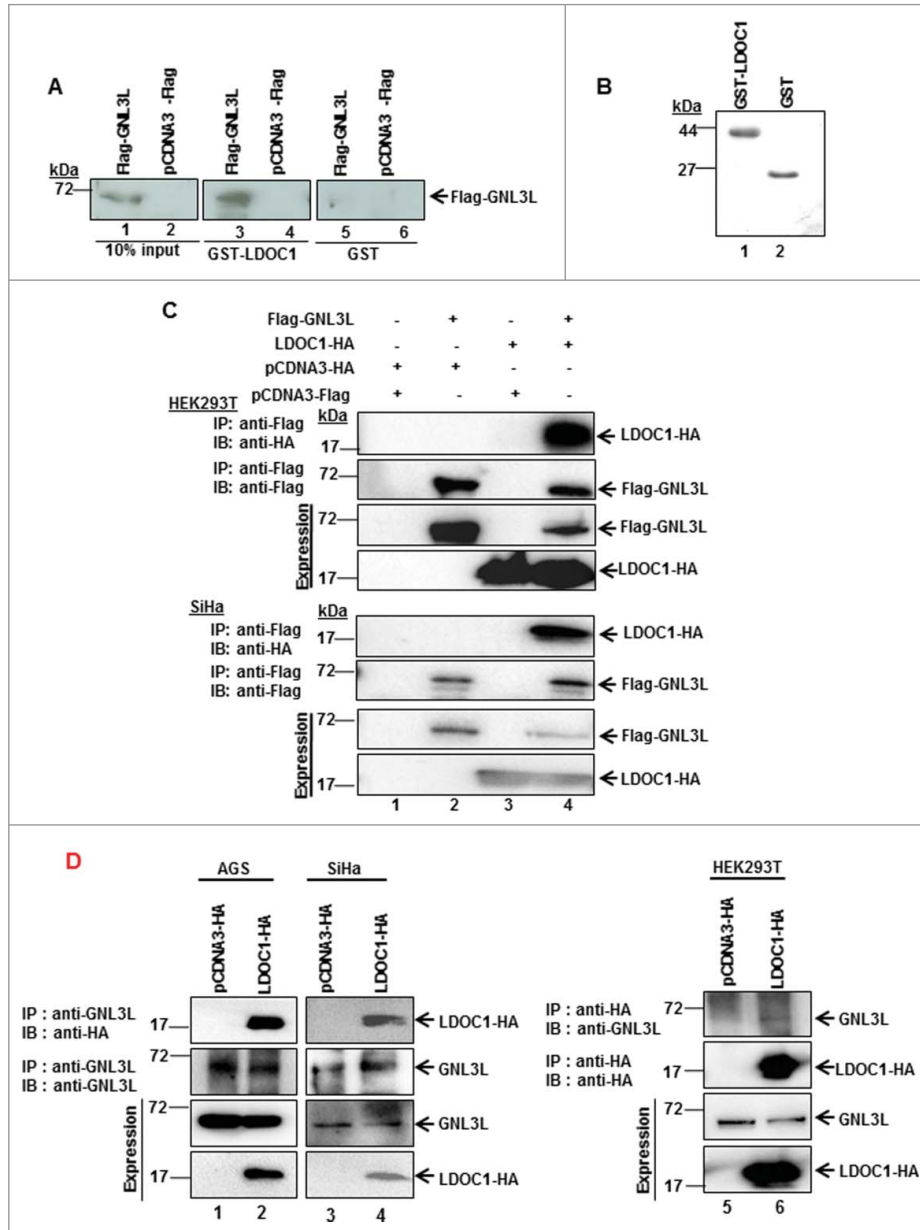 A
Flag-GNL3L
pCDNA3 -Flag
Flag-GNL3L
pCDNA3 -Flag
Flag-GNL3L
pCDNA3 -Flag
kDa
72
Flag-GNL3L
1 2 3 4 5 6
10% input GST-LDOC1 GST
B
GST-LDOC1
GST
kDa
44
27
1 2
C
Flag-GNL3L - + - +
LDOC1-HA - - + +
pCDNA3-HA + + - -
pCDNA3-Flag + - + -
HEK293T
kDa
IP: anti-Flag
IB: anti-HA
17
LDOC1-HA
IP: anti-Flag
IB: anti-Flag
72
Flag-GNL3L
Expression
72
Flag-GNL3L
17
LDOC1-HA
SiHa
kDa
IP: anti-Flag
IB: anti-HA
17
LDOC1-HA
IP: anti-Flag
IB: anti-Flag
72
Flag-GNL3L
Expression
72
Flag-GNL3L
17
LDOC1-HA
1 2 3 4
D
AGS SiHa
pCDNA3-HA
LDOC1-HA
pCDNA3-HA
LDOC1-HA
IP : anti-GNL3L
IB : anti-HA
17
LDOC1-HA
IP : anti-GNL3L
IB : anti-GNL3L
72
GNL3L
Expression
72
GNL3L
17
LDOC1-HA
1 2 3 4
HEK293T
pCDNA3-HA
LDOC1-HA
IP : anti-HA
IB : anti-GNL3L
72
GNL3L
IP : anti-HA
IB : anti-HA
17
LDOC1-HA
Expression
72
GNL3L
17
LDOC1-HA
5 6